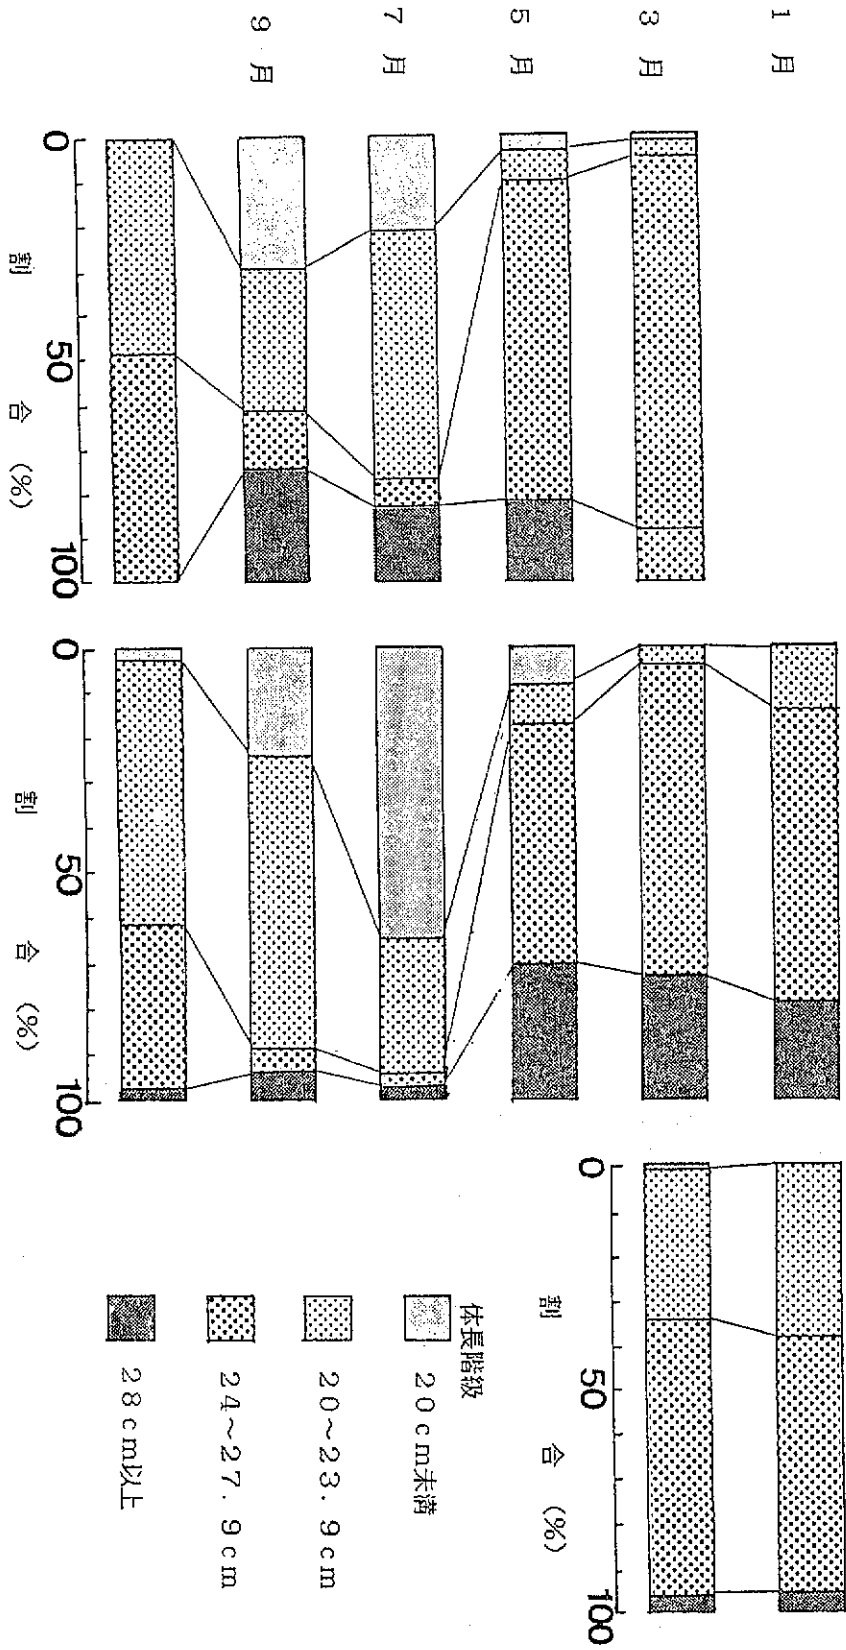 1 月
3 月
5 月
7 月
9 月
0
50
100
割 合 (%)
0
50
100
割 合 (%)
0
50
100
割 合 (%)
体長階級
20cm未満
20～23.9cm
24～27.9cm
28cm以上